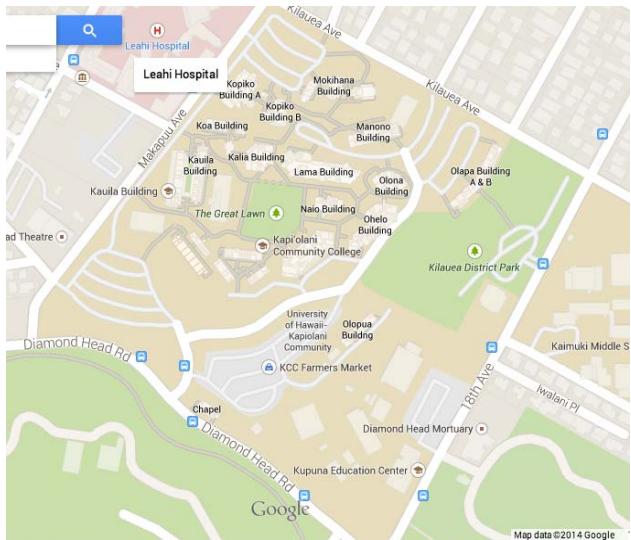 Kilauea Ave
Leahi Hospital
Leahi Hospital
Mokihana
Building
Kopiko
Building A
Kopiko
Building B
Kilauea Ave
Makapuu Ave
Koa Building
Manono
Building
Kauila
Building
Kalia Building
Lama Building
Olapa Building
A & B
Olona
Building
Kauila Building
The Great Lawn
Naio Building
Ohelo
Building
ad Theatre
Kapi'olani
Community College
Kilauea District Park
University
of Hawaii-
Kapiolani
Community
Olopua
Building
Diamond Head Rd
Kaimuki Middle S
KCC Farmers Market
18th Ave
Iwalani Pl
Chapel
Diamond Head Mortuary
Diamond Head Rd
Kupuna Education Center
Google
Map data ©2014 Google